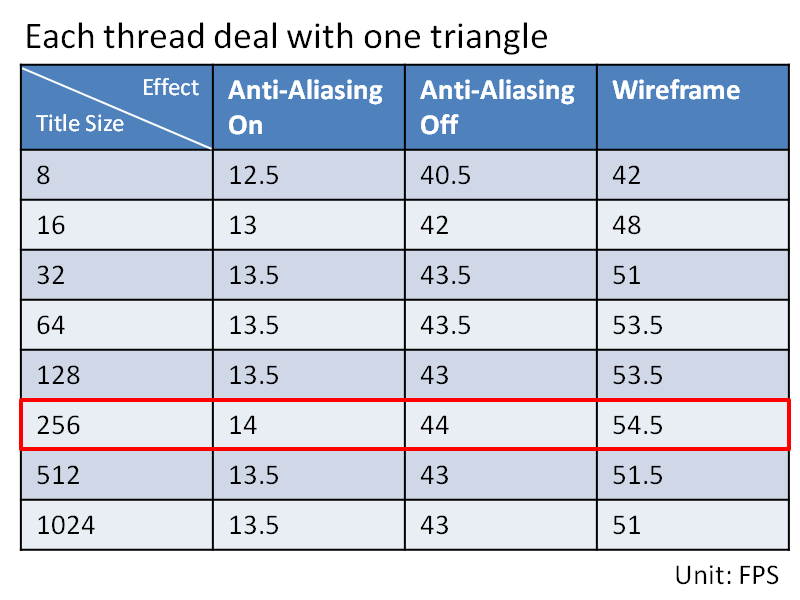 Each thread deal with one triangle
Effect
Title Size
Anti-Aliasing
On
Anti-Aliasing
Off
Wireframe
8 12.5 40.5 42
16 13 42 48
32 13.5 43.5 51
64 13.5 43.5 53.5
128 13.5 43 53.5
256 14 44 54.5
512 13.5 43 51.5
1024 13.5 43 51
Unit: FPS